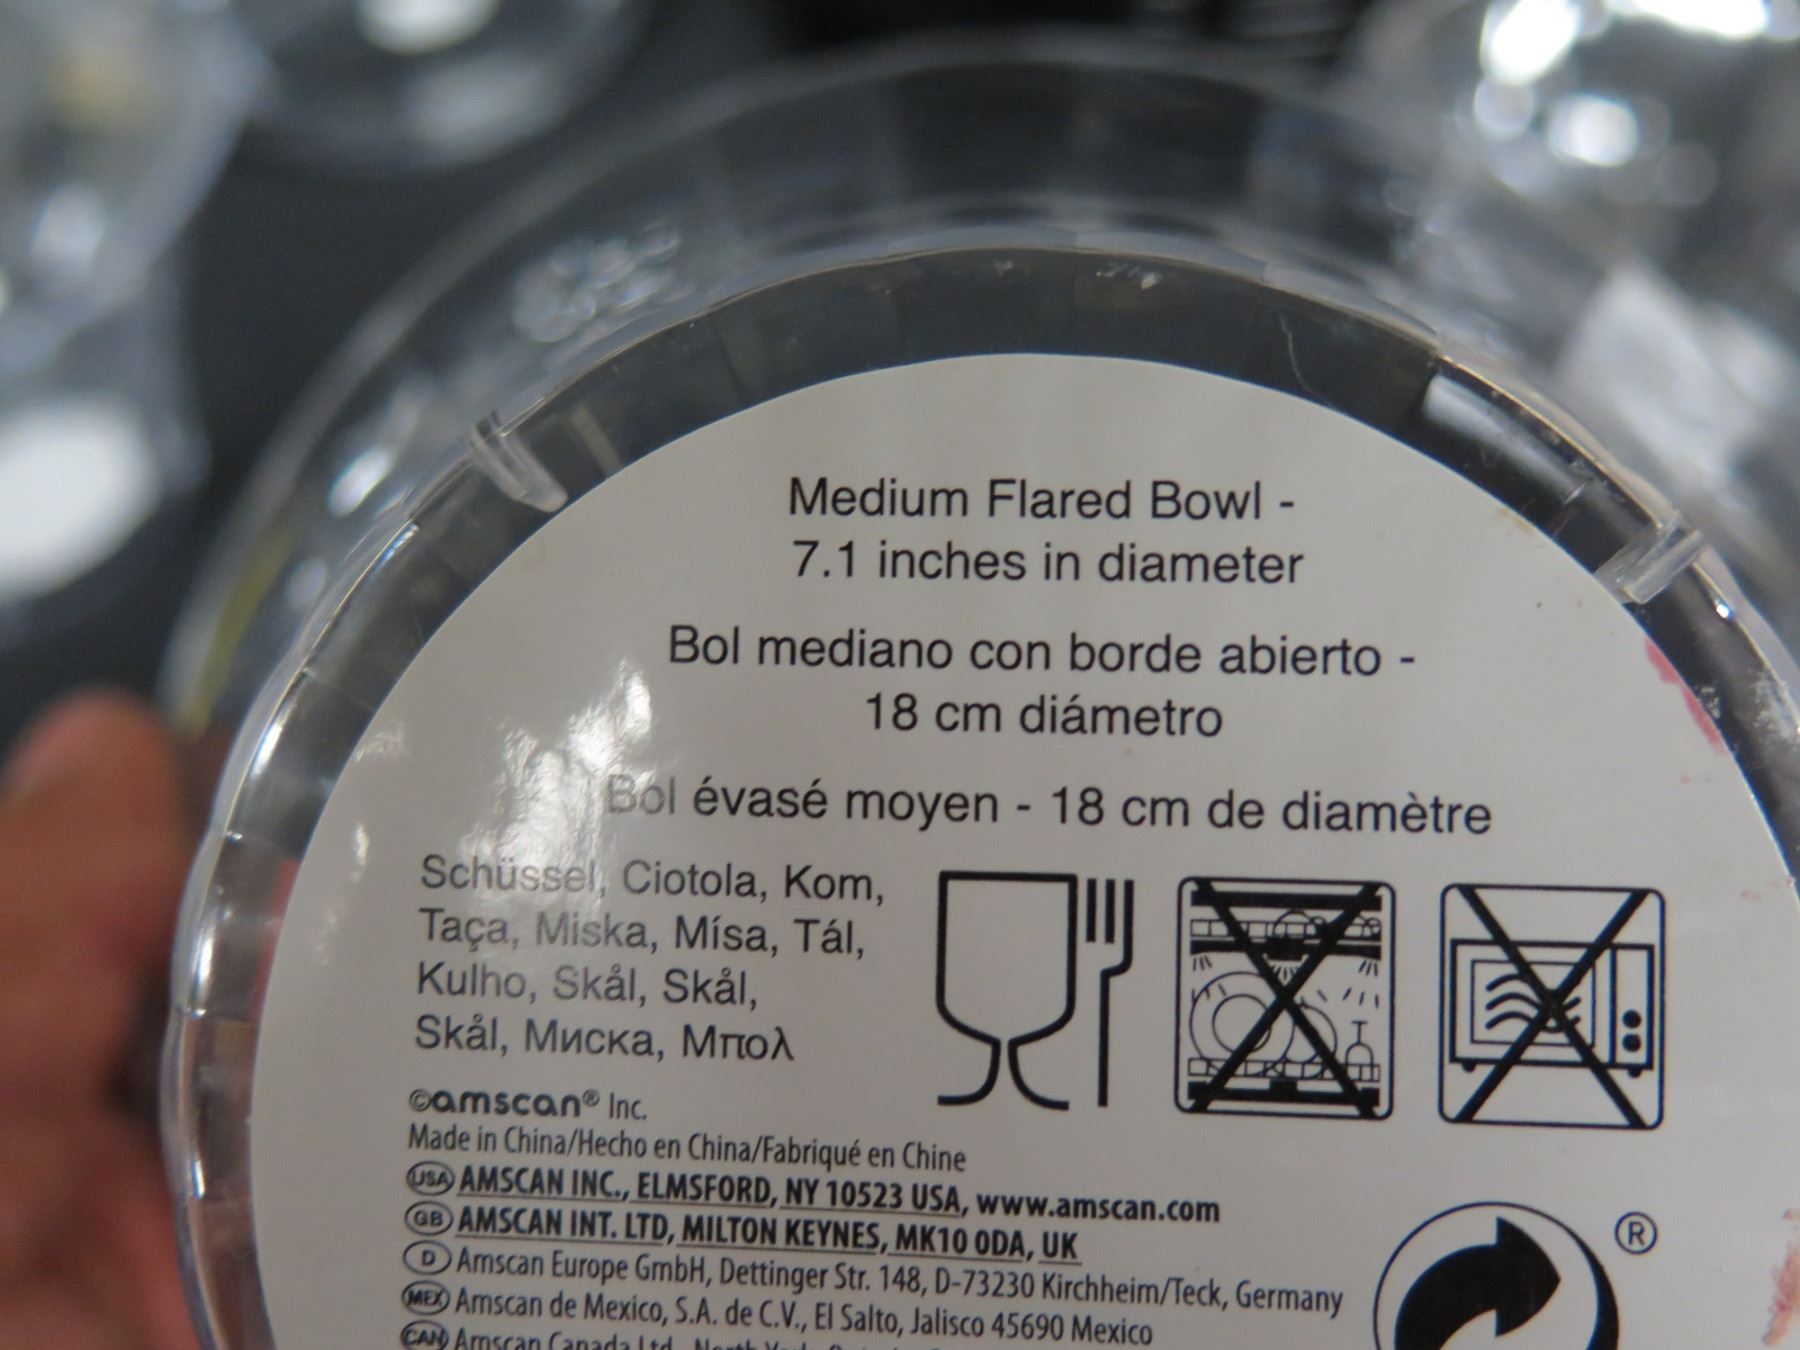 Medium Flared Bowl -
7.1 inches in diameter
Bol mediano con borde abierto -
18 cm diámetro
Bol évasé moyen - 18 cm de diamètre
Schüssel, Ciotola, Kom,
Taça, Miska, Mísa, Tál,
Kulho, Skål, Skål,
Skål, Миска, Μπολ
©amscan® Inc.
Made in China/Hecho en China/Fabriqué en Chine
USA AMSCAN INC., ELMSFORD, NY 10523 USA, www.amscan.com
GB AMSCAN INT. LTD, MILTON KEYNES, MK10 0DA, UK
D Amscan Europe GmbH, Dettinger Str. 148, D-73230 Kirchheim/Teck, Germany
MEX Amscan de Mexico, S.A. de C.V., El Salto, Jalisco 45690 Mexico
CAN Amscan Canada Ltd.
®